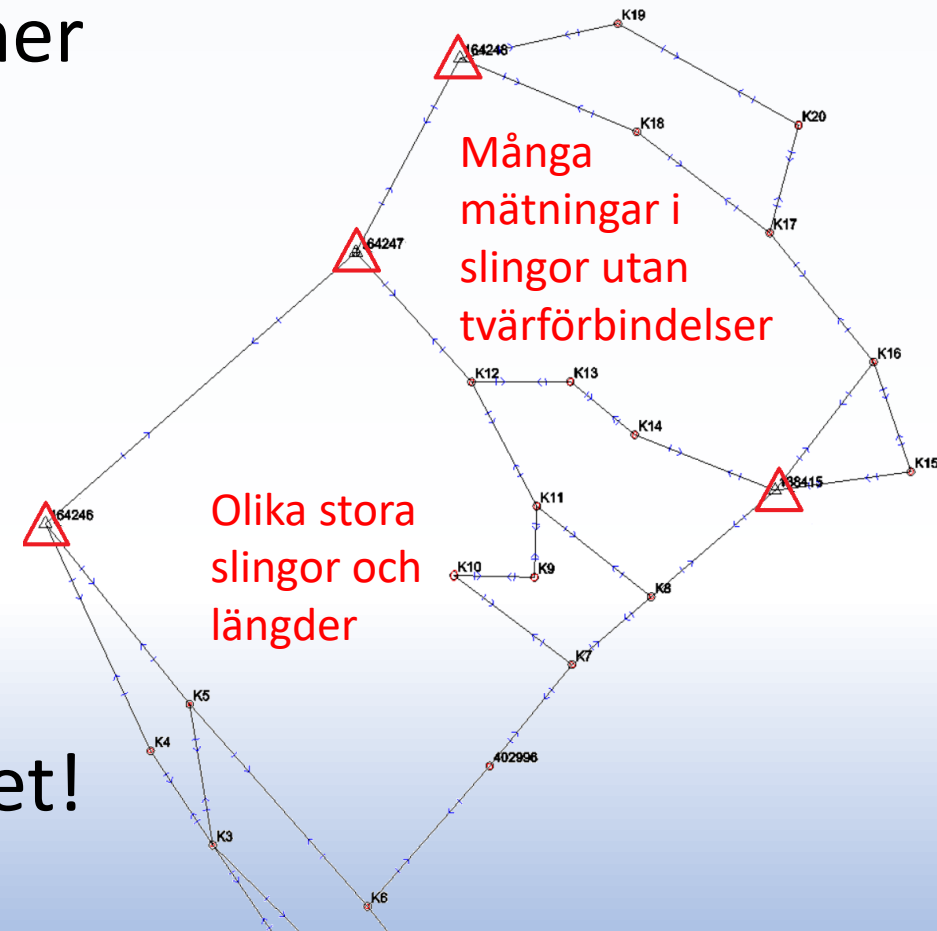 ner
K19
164248
K20
K18
Många
mätningar i
slingor utan
tvärförbindelser
K17
164247
K16
K12
K13
K14
K15
138415
164246
Olika stora
slingor och
längder
K11
K10
K9
K8
K7
K5
K4
402996
et!
K3
K6